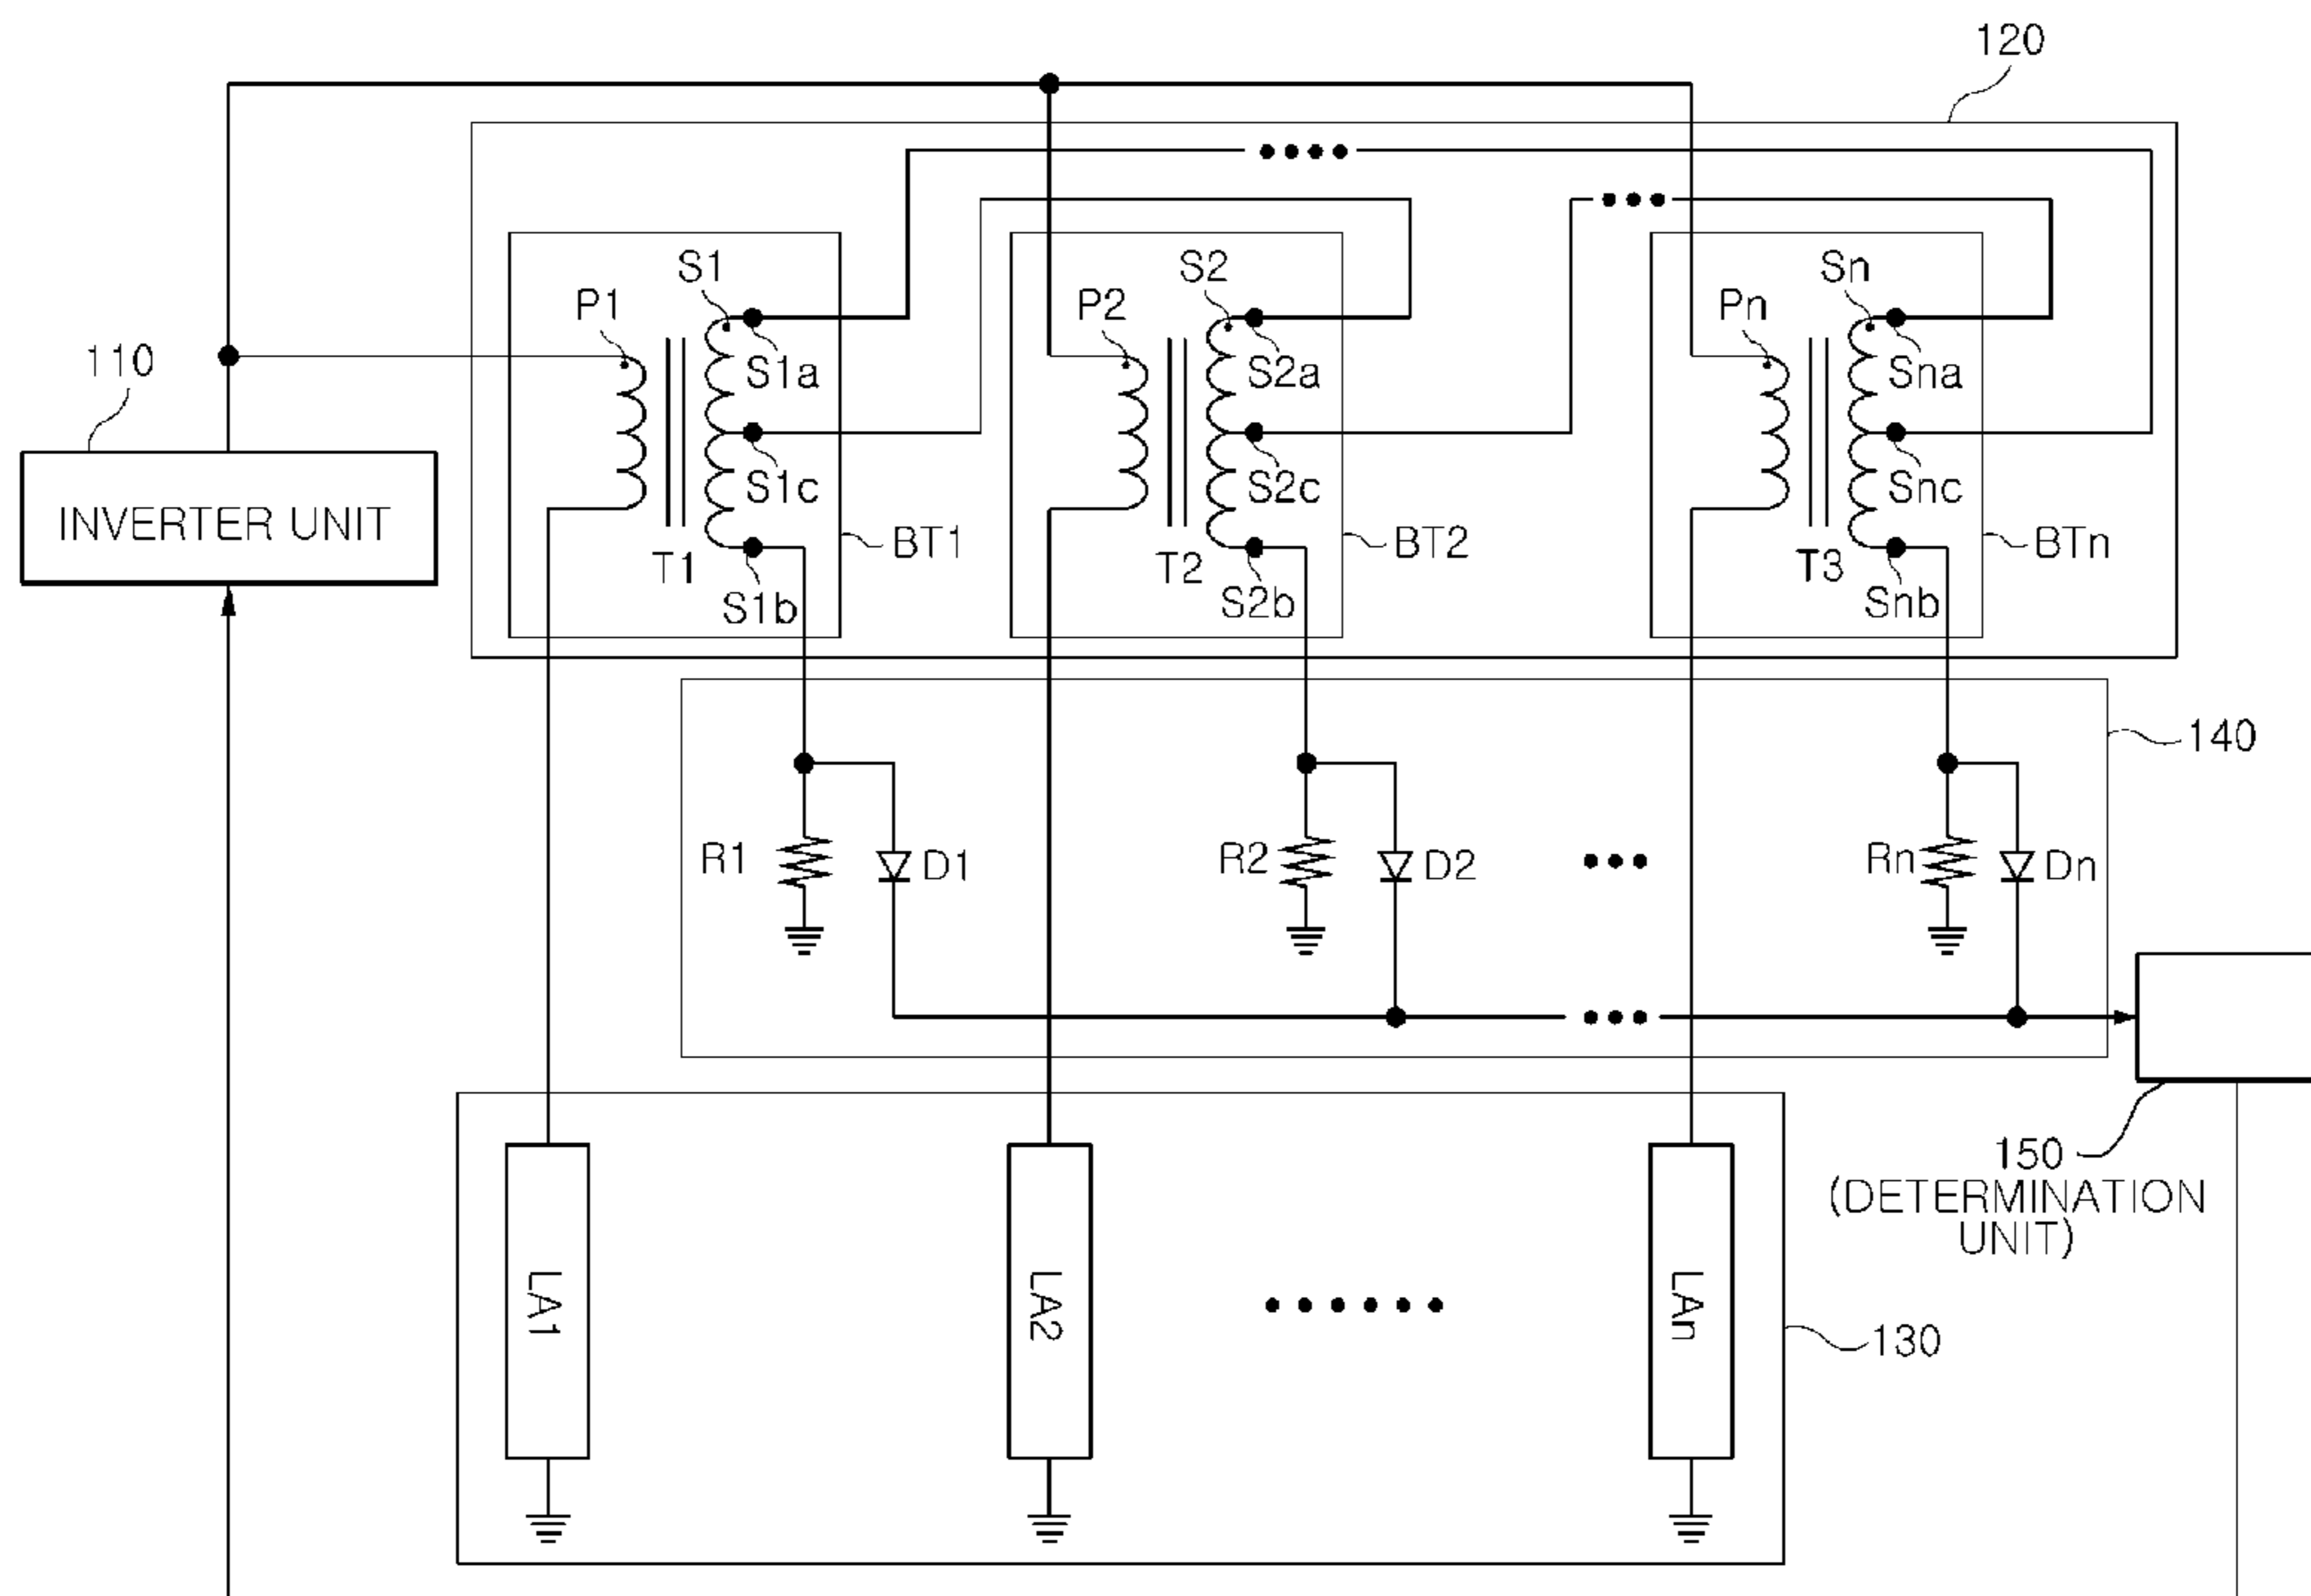 120
S1
S2
Sn
P1
P2
Pn
110
S1a
S2a
Sna
S1c
S2c
Snc
INVERTER UNIT
BT1
BT2
BTn
T1
T2
T3
S1b
S2b
Snb
140
R1
D1
R2
D2
Rn
Dn
150
(DETERMINATION
UNIT)
LA1
LA2
LAn
130